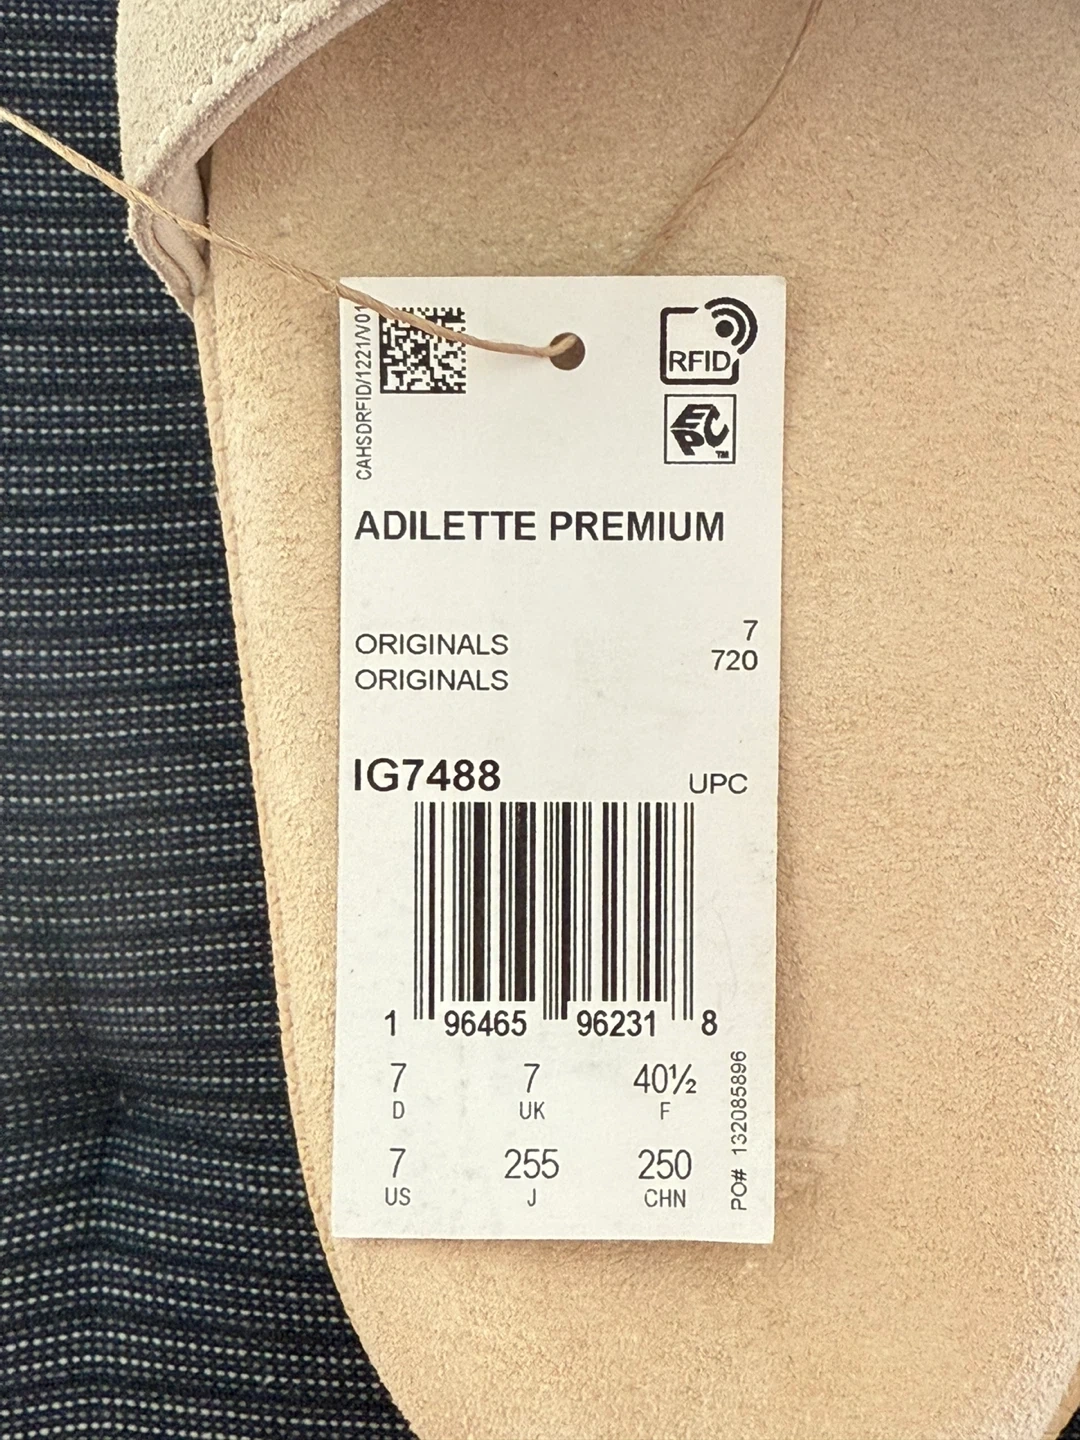 CAHSDRFID/1221/V01
RFID
EPC
TM
ADILETTE PREMIUM
7
ORIGINALS
720
ORIGINALS
IG7488
UPC
1 96465 96231 8
7 7 40½
D UK F
7 255 250
US J CHN
PO# 132085896